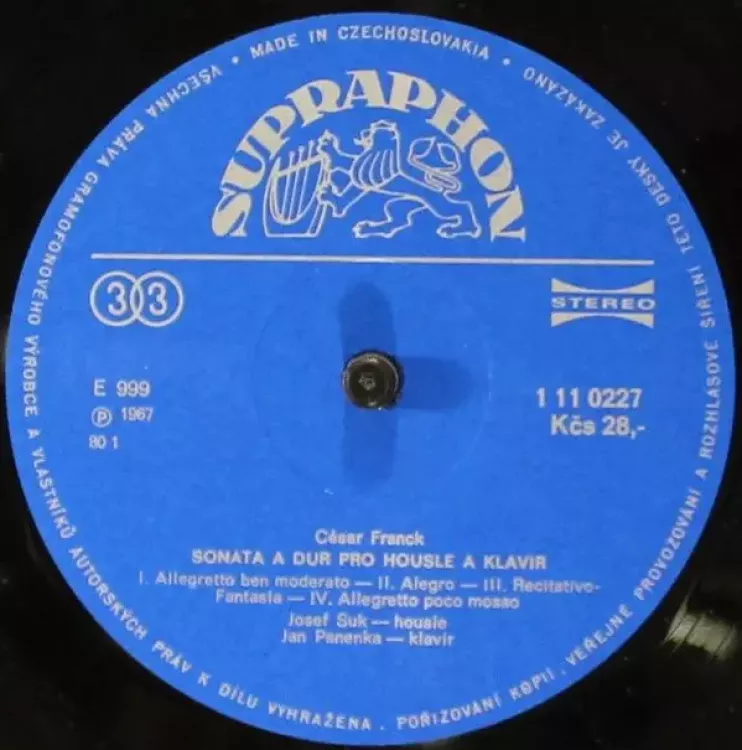 VŠECHNA PRÁVA GRAMOFONOVÉHO VÝROBCE A VLASTNÍKŮ AUTORSKÝCH PRÁV K DÍLU VYHRAŽENA . POŘIZOVÁNÍ KOPIÍ . VEŘEJNÉ PROVOZOVÁNÍ A ROZHLASOVÉ ŠÍŘENÍ TÉTO DESKY JE ZAKÁZÁNO
• MADE IN CZECHOSLOVAKIA •
SUPRAPHON
33
STEREO
E 999
Ⓟ 1967
80 1
1 11 0227
Kčs 28,-
César Franck
SONATA A DUR PRO HOUSLE A KLAVÍR
I. Allegretto ben moderato — II. Alegro — III. Recitativo-
Fantasia — IV. Allegretto poco mosso
Josef Suk — housle
Jan Panenka — klavír